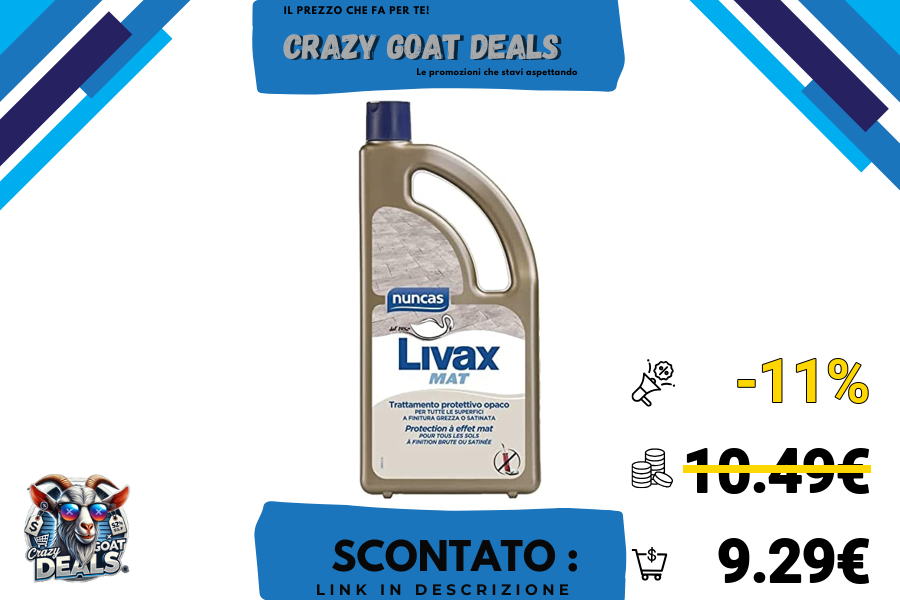 IL PREZZO CHE FA PER TE!
CRAZY GOAT DEALS
Le promozioni che stavi aspettando
nuncas
Livax
MAT
Trattamento protettivo opaco
PER TUTTE LE SUPERFICI
A FINITURA GREZZA O SATINATA
Protection à effet mat
POUR TOUS LES SOLS
À FINITION BRUTE OU SATINÉE
-11%
10.49€
9.29€
Crazy
GOAT
DEALS
SCONTATO :
LINK IN DESCRIZIONE